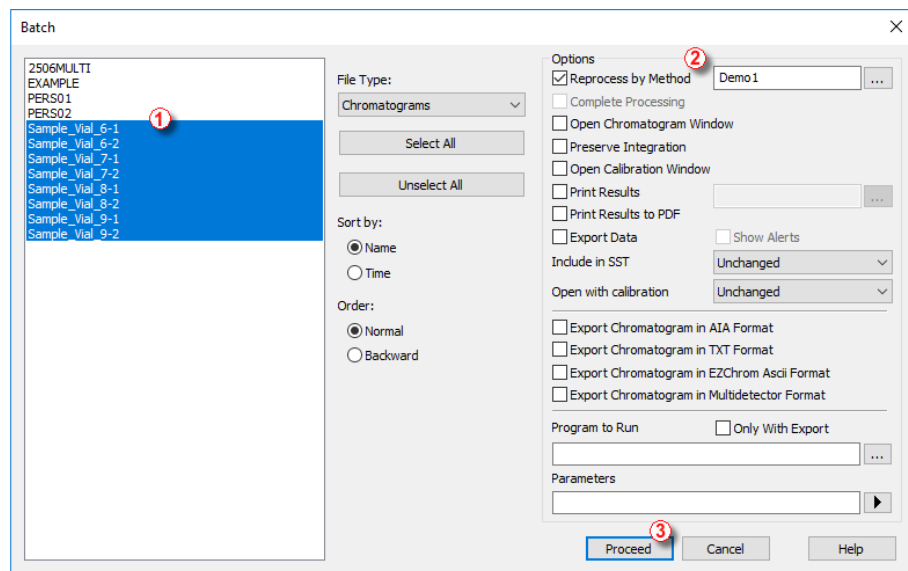 Batch
2506MULTI
EXAMPLE
PERS01
PERS02
①
Sample_Vial_6-1
Sample_Vial_6-2
Sample_Vial_7-1
Sample_Vial_7-2
Sample_Vial_8-1
Sample_Vial_8-2
Sample_Vial_9-1
Sample_Vial_9-2
File Type:
Chromatograms
Select All
Unselect All
Sort by:
Name
Time
Order:
Normal
Backward
Options
②
Reprocess by Method Demo1 ...
Complete Processing
Open Chromatogram Window
Preserve Integration
Open Calibration Window
Print Results ...
Print Results to PDF
Export Data Show Alerts
Include in SST Unchanged
Open with calibration Unchanged
Export Chromatogram in AIA Format
Export Chromatogram in TXT Format
Export Chromatogram in EZChrom Ascii Format
Export Chromatogram in Multidetector Format
Program to Run Only With Export
...
Parameters
③
Proceed Cancel Help